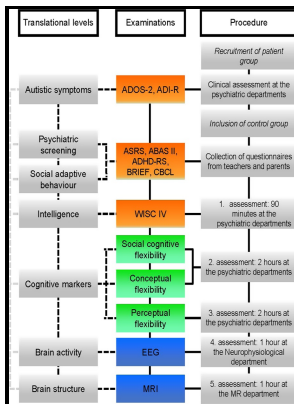 Translational levels
Examinations
Procedure
Recruitment of patient
group
Autistic symptoms
ADOS-2, ADI-R
Clinical assessment at the
psychiatric departments
Inclusion of control group
Psychiatric
screening
Social adaptive
behaviour
ASRS, ABAS II,
ADHD-RS,
BRIEF, CBCL
Collection of questionnaires
from teachers and parents
Intelligence
WISC IV
1. assessment: 90
minutes at the
psychiatric departments
Cognitive markers
Social cognitive
flexibility
Conceptual
flexibility
Perceptual
flexibility
2. assessment: 2 hours at
the psychiatric departments
3. assessment: 2 hours at
the psychiatric departments
Brain activity
EEG
4. assessment: 1 hour at
the Neurophysiological
department
Brain structure
MRI
5. assessment: 1 hour at
the MR department